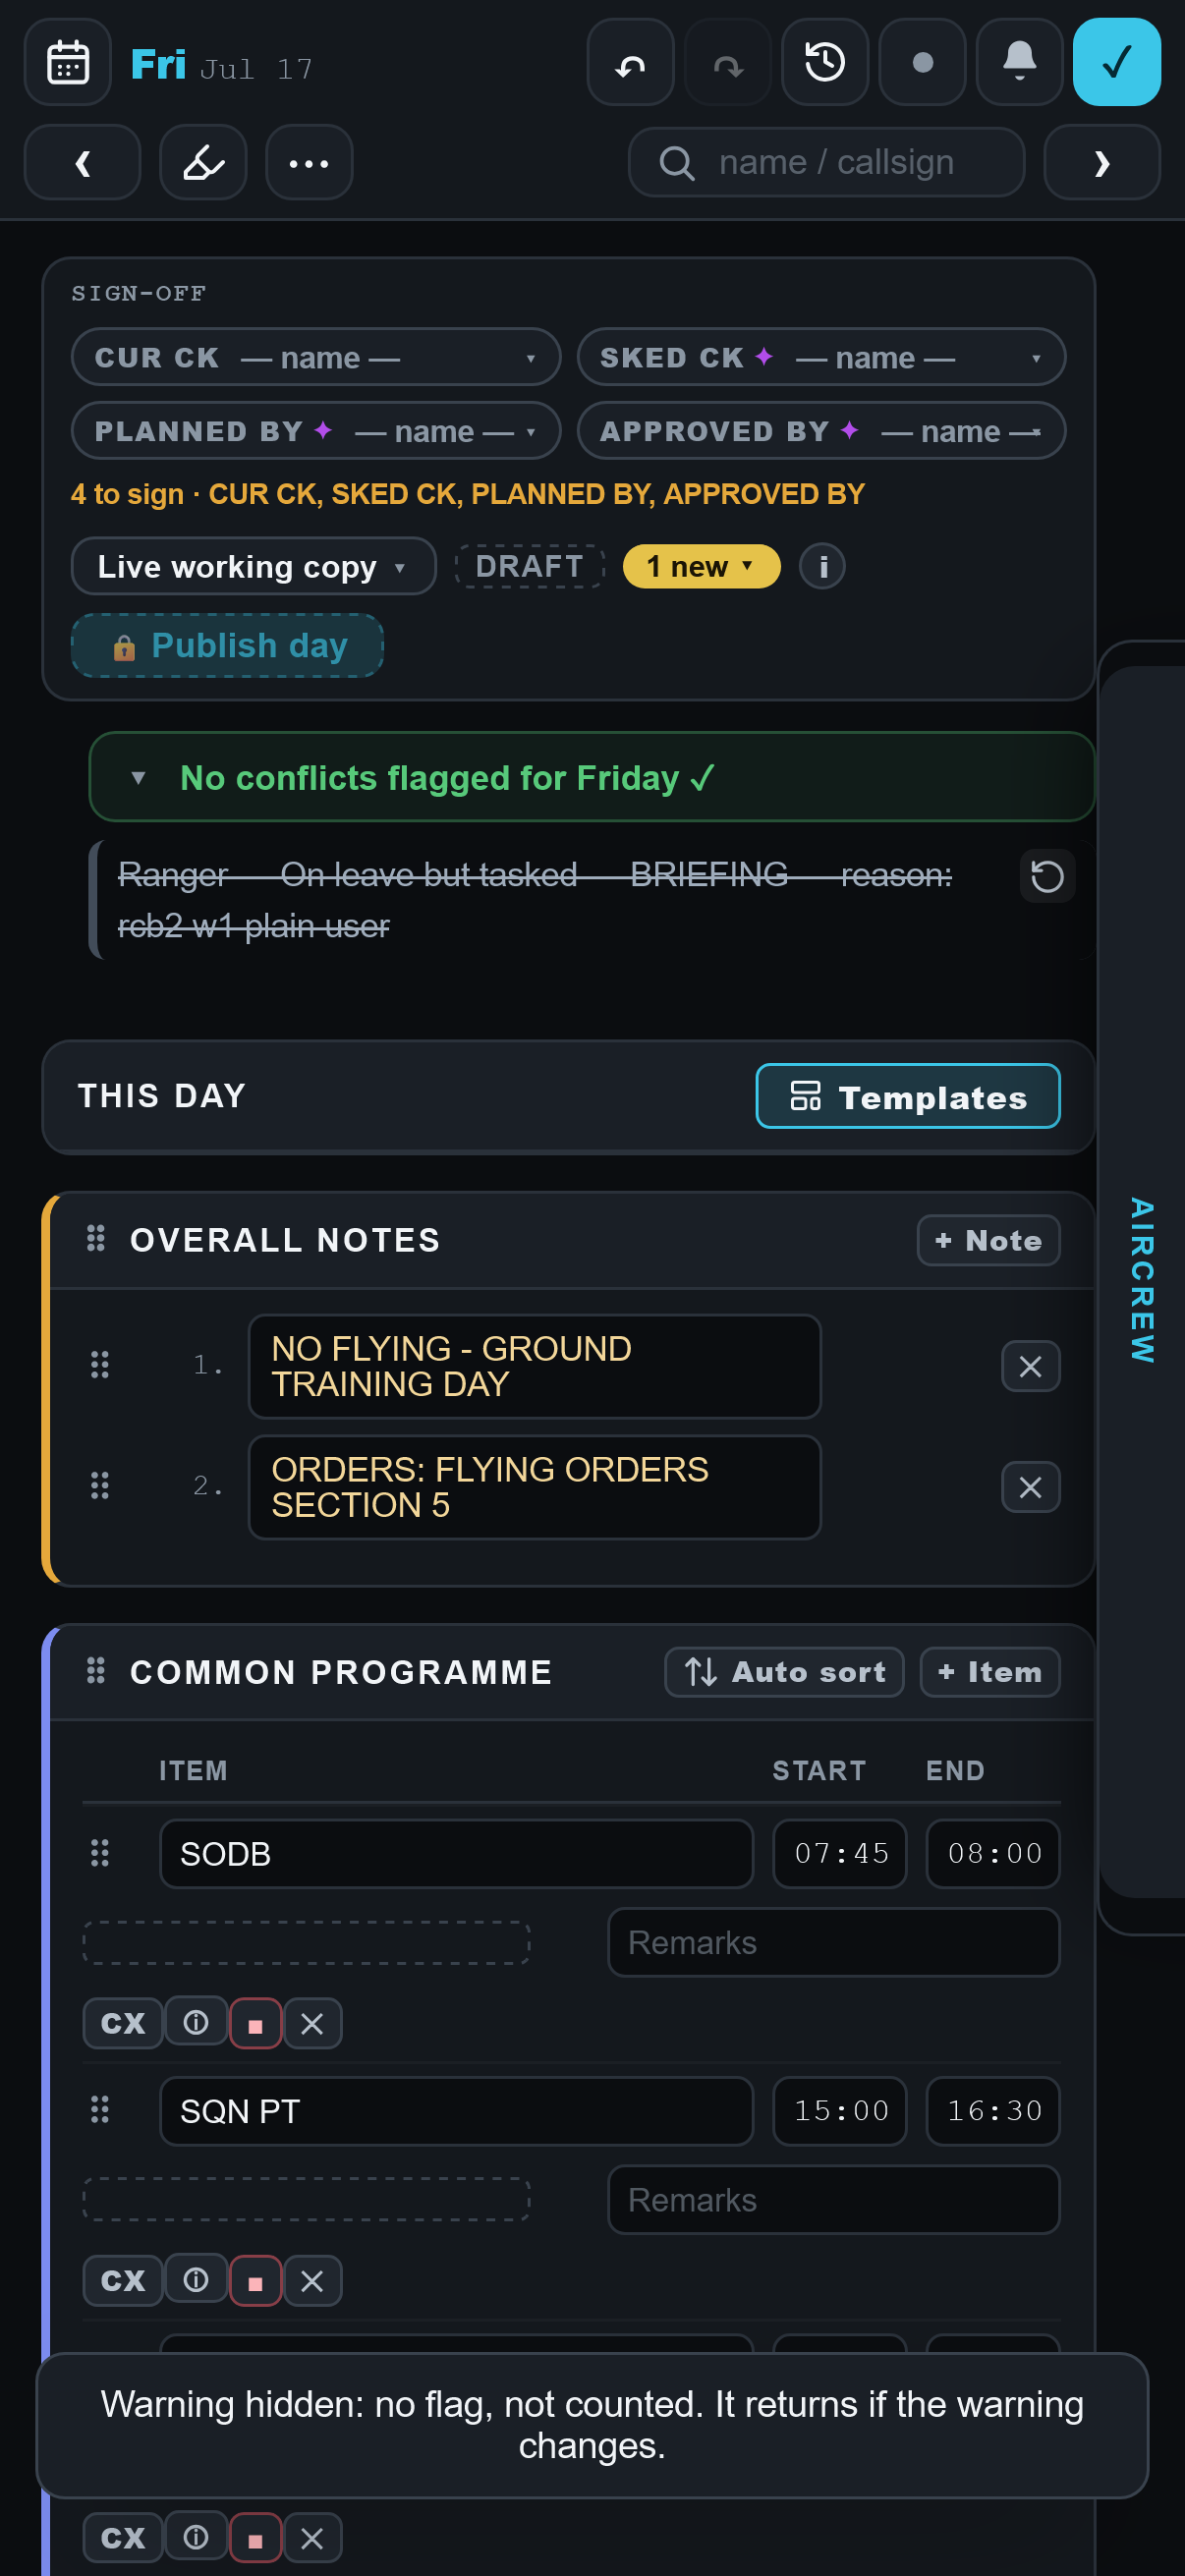 Fri Jul 17
name / callsign
SIGN-OFF
CUR CK — name —
SKED CK ✦ — name —
PLANNED BY ✦ — name —
APPROVED BY ✦ — name —
4 to sign · CUR CK, SKED CK, PLANNED BY, APPROVED BY
Live working copy
DRAFT
1 new
i
Publish day
No conflicts flagged for Friday ✓
Ranger — On leave but tasked — BRIEFING — reason:
rcb2 w1 plain user
THIS DAY
Templates
AIRCREW
OVERALL NOTES
+ Note
1.
NO FLYING - GROUND
TRAINING DAY
2.
ORDERS: FLYING ORDERS
SECTION 5
COMMON PROGRAMME
Auto sort
+ Item
ITEM START END
SODB 07:45 08:00
Remarks
CX
SQN PT 15:00 16:30
Remarks
CX
Warning hidden: no flag, not counted. It returns if the warning
changes.
CX